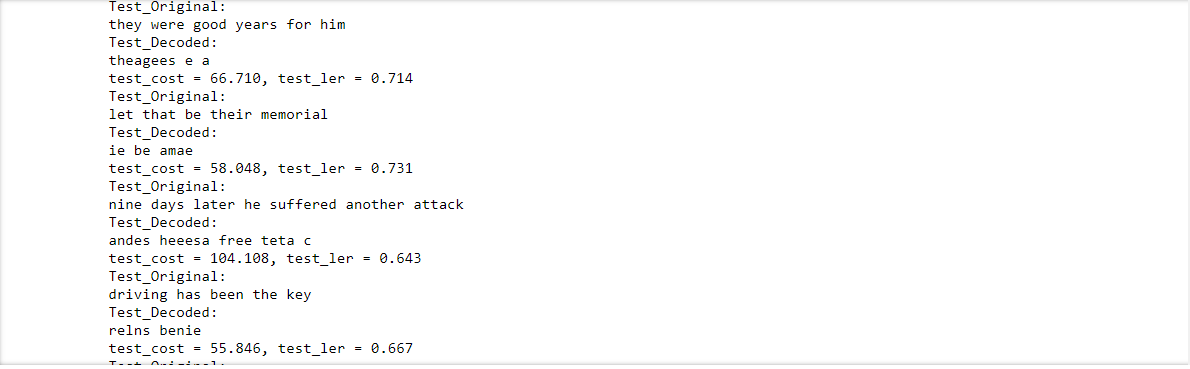 Test_Original:
they were good years for him
Test_Decoded:
theagees e a
test_cost = 66.710, test_ler = 0.714
Test_Original:
let that be their memorial
Test_Decoded:
ie be amae
test_cost = 58.048, test_ler = 0.731
Test_Original:
nine days later he suffered another attack
Test_Decoded:
andes heeesa free teta c
test_cost = 104.108, test_ler = 0.643
Test_Original:
driving has been the key
Test_Decoded:
relns benie
test_cost = 55.846, test_ler = 0.667
Test_Original: